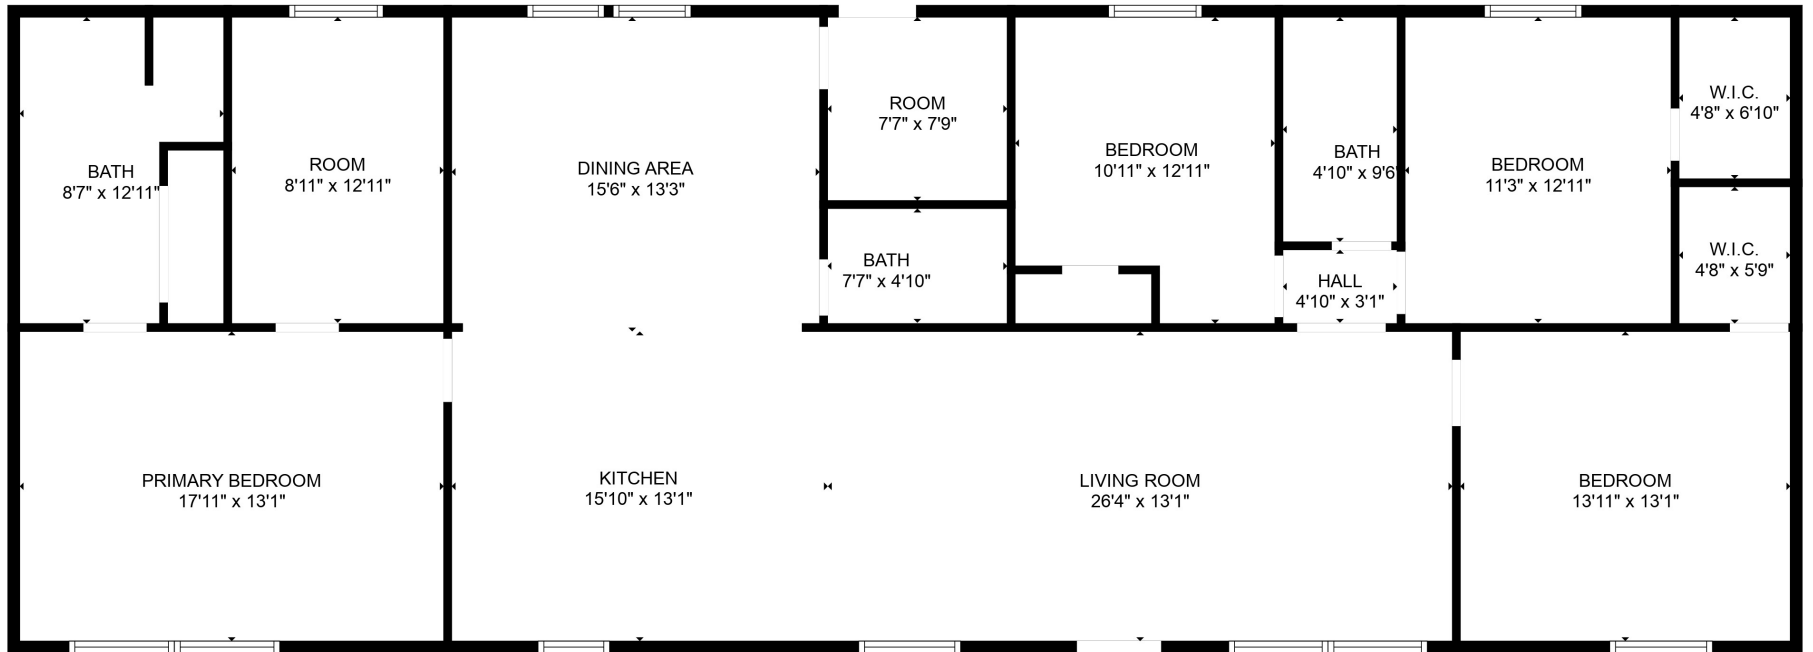 BATH
8'7" x 12'11"
ROOM
8'11" x 12'11"
DINING AREA
15'6" x 13'3"
ROOM
7'7" x 7'9"
BATH
7'7" x 4'10"
BEDROOM
10'11" x 12'11"
BATH
4'10" x 9'6
HALL
4'10" x 3'1"
BEDROOM
11'3" x 12'11"
W.I.C.
4'8" x 6'10"
W.I.C.
4'8" x 5'9"
PRIMARY BEDROOM
17'11" x 13'1"
KITCHEN
15'10" x 13'1"
LIVING ROOM
26'4" x 13'1"
BEDROOM
13'11" x 13'1"